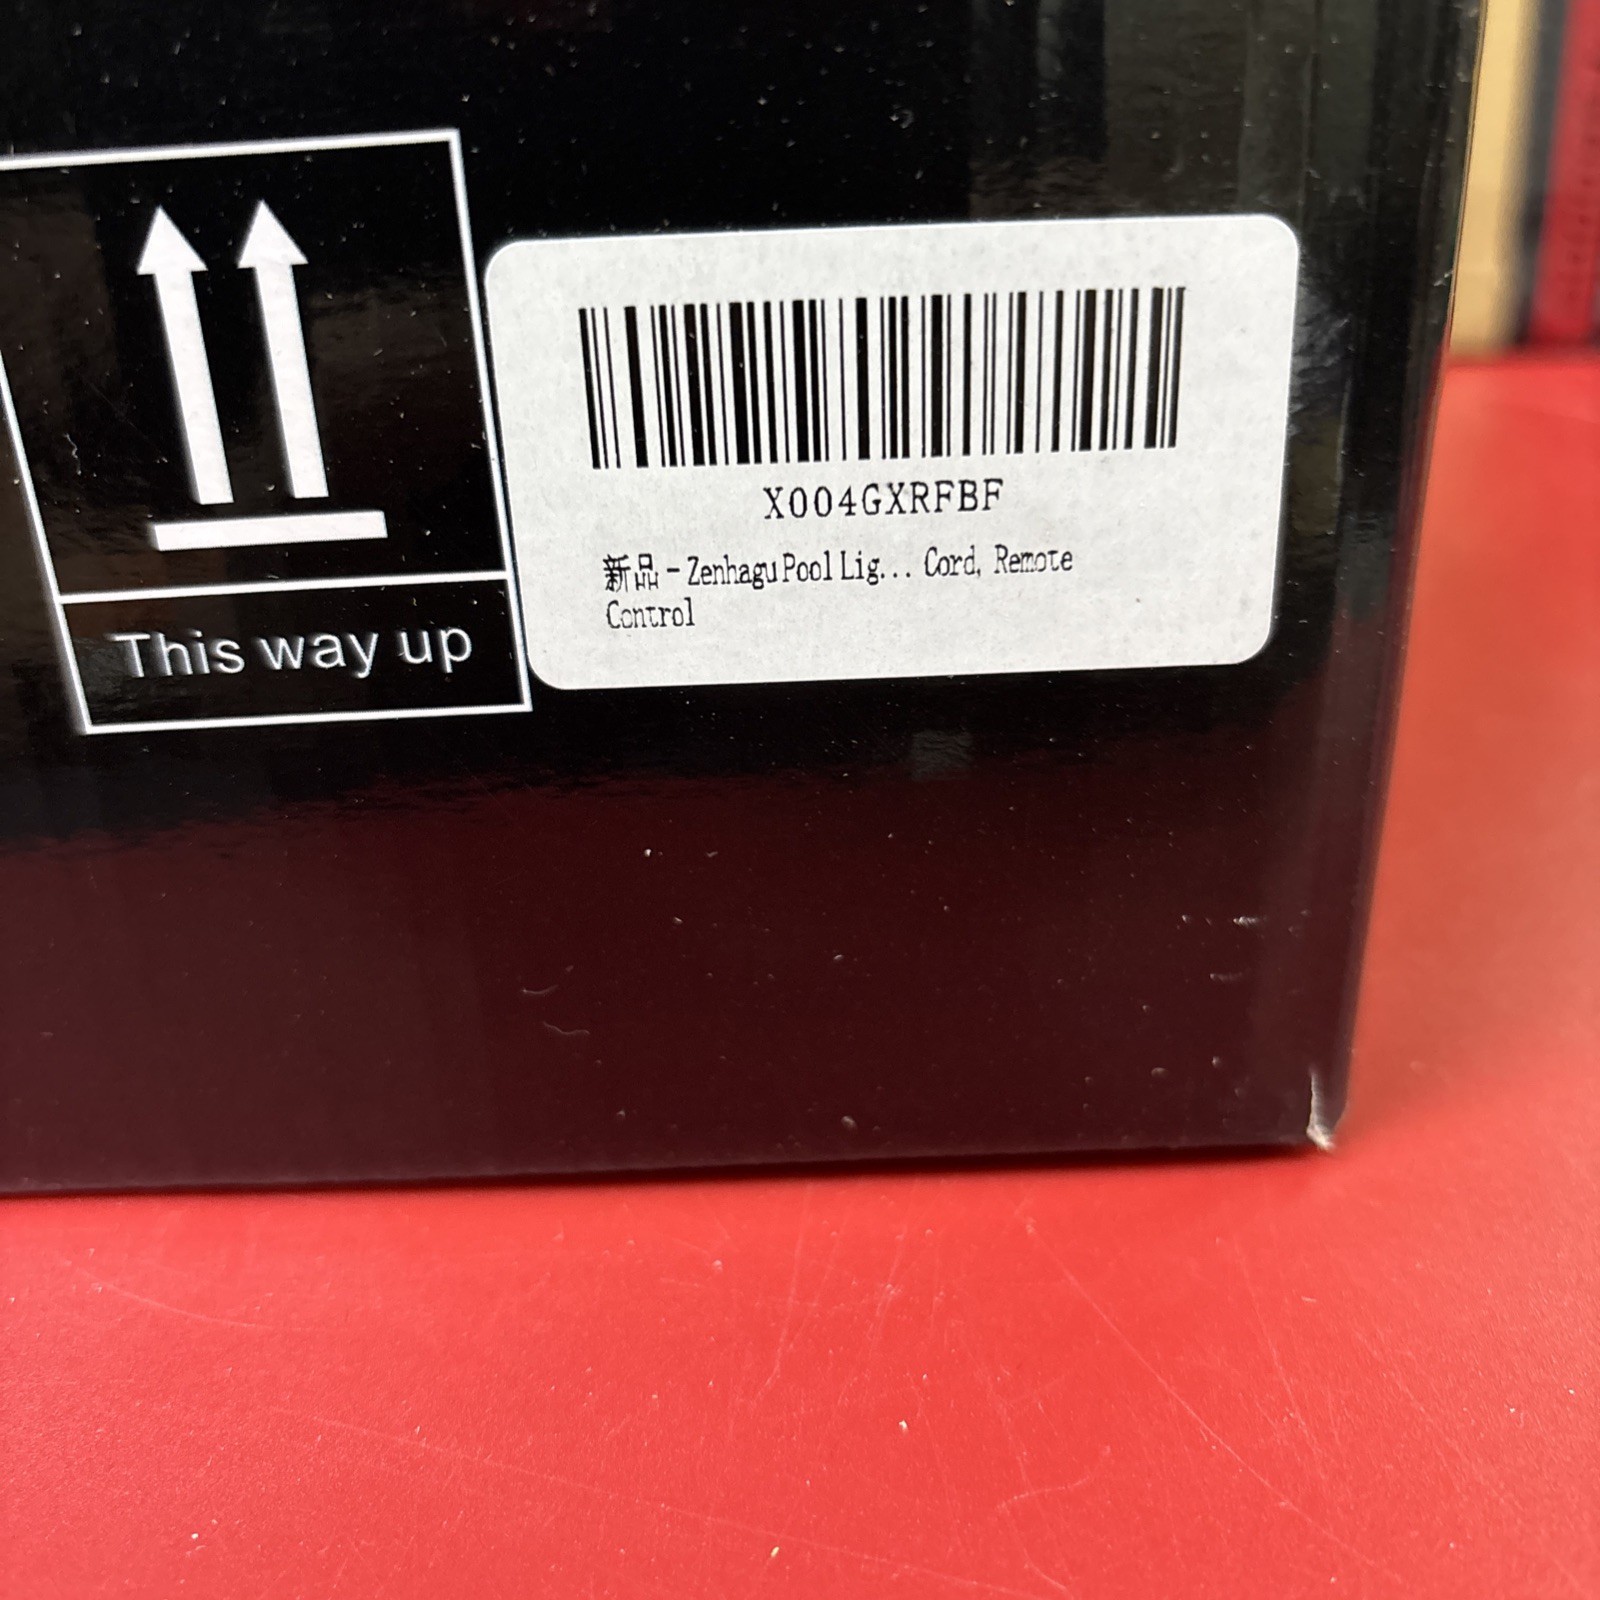 This way up
X004GXRFBF
新品 - Zenhagu Pool Lig... Cord, Remote
Control